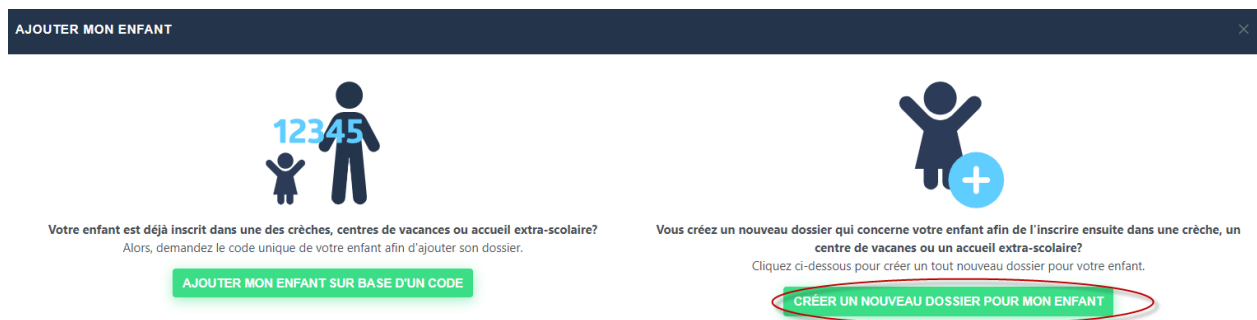 AJOUTER MON ENFANT
12345
Votre enfant est déjà inscrit dans une des crèches, centres de vacances ou accueil extra-scolaire?
Alors, demandez le code unique de votre enfant afin d'ajouter son dossier.
AJOUTER MON ENFANT SUR BASE D'UN CODE
Vous créez un nouveau dossier qui concerne votre enfant afin de l'inscrire ensuite dans une crèche, un
centre de vacanes ou un accueil extra-scolaire?
Cliquez ci-dessous pour créer un tout nouveau dossier pour votre enfant.
CRÉER UN NOUVEAU DOSSIER POUR MON ENFANT